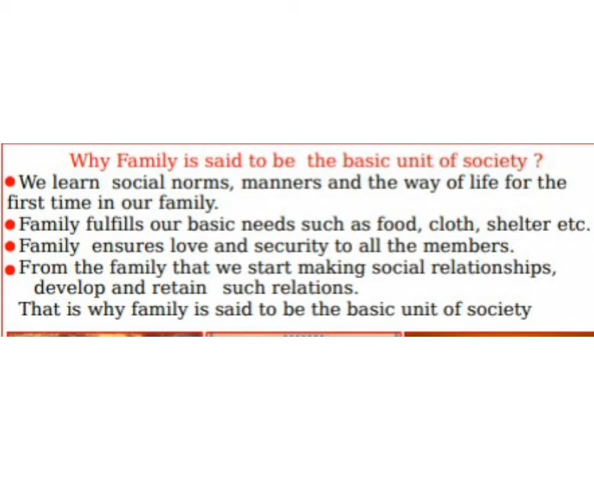 Why Family is said to be the basic unit of society ?
●We learn social norms, manners and the way of life for the
first time in our family.
●Family fulfills our basic needs such as food, cloth, shelter etc.
●Family ensures love and security to all the members.
●From the family that we start making social relationships,
develop and retain such relations.
That is why family is said to be the basic unit of society